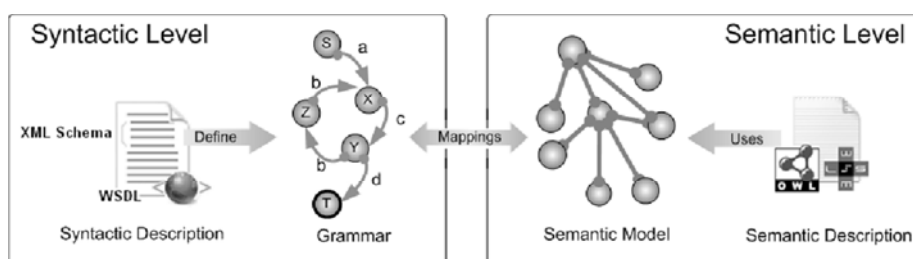 Syntactic Level
Semantic Level
S
a
b
X
Z
c
XML Schema
Define
Mappings
Uses
Y
b
d
WSDL
OWL
T
Syntactic Description
Grammar
Semantic Model
Semantic Description